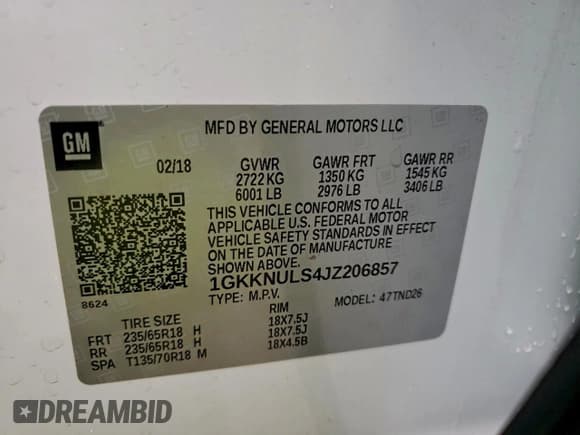 GM
MFD BY GENERAL MOTORS LLC
02/18 GVWR GAWR FRT GAWR RR
2722 KG 1350 KG 1545 KG
6001 LB 2976 LB 3406 LB
THIS VEHICLE CONFORMS TO ALL
APPLICABLE U.S. FEDERAL MOTOR
VEHICLE SAFETY STANDARDS IN EFFECT
ON THE DATE OF MANUFACTURE
SHOWN ABOVE.
1GKKNULS4JZ206857
8624
TYPE: M.P.V. MODEL: 47TND26
TIRE SIZE RIM
FRT 235/65R18 H 18X7.5J
RR 235/65R18 H 18X7.5J
SPA T135/70R18 M 18X4.5B
DREAMBID